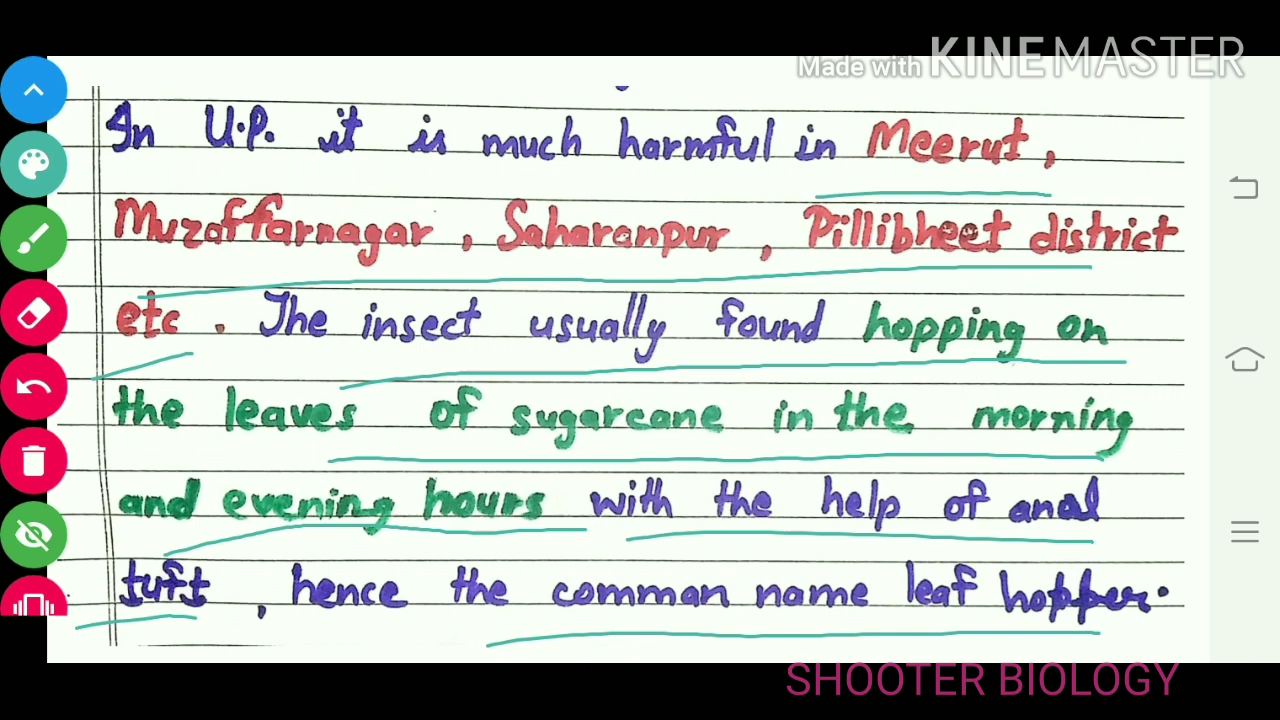 Made with KINEMASTER
In U.P. it is much harmful in Meerut,
Muzaffarnagar, Saharanpur, Pillibheet district
etc. The insect usually found hopping on
the leaves of sugarcane in the morning
and evening hours with the help of anal
tuft, hence the comman name leaf hopper.
SHOOTER BIOLOGY